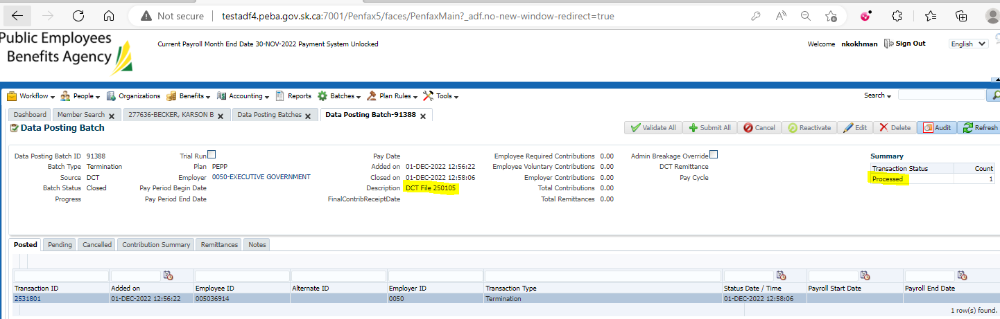 Not secure | testadf4.peba.gov.sk.ca:7001/Penfax5/faces/PenfaxMain?_adf.no-new-window-redirect=true
Public Employees
Benefits Agency
Current Payroll Month End Date 30-NOV-2022 Payment System Unlocked
Welcome nkokhman Sign Out English
Workflow People Organizations Benefits Accounting Reports Batches Plan Rules Tools Search
Dashboard Member Search 277636-BECKER, KARSON B Data Posting Batches Data Posting Batch-91388
Data Posting Batch
Validate All Submit All Cancel Reactivate Edit Delete Audit Refresh
Data Posting Batch ID 91388 Trial Run Pay Date Employee Required Contributions 0.00 Admin Breakage Override Summary
Batch Type Termination Plan PEPP Added on 01-DEC-2022 12:56:22 Employee Voluntary Contributions 0.00 DCT Remittance Transaction Status Count
Source DCT Employer 0050-EXECUTIVE GOVERNMENT Closed on 01-DEC-2022 12:58:06 Employer Contributions 0.00 Pay Cycle Processed 1
Batch Status Closed Pay Period Begin Date Description DCT File 250105 Total Contributions 0.00
Progress Pay Period End Date FinalContribReceiptDate Total Remittances 0.00
Posted Pending Cancelled Contribution Summary Remittances Notes
Transaction ID Added on Employee ID Alternate ID Employer ID Transaction Type Status Date / Time Payroll Start Date Payroll End Date
2531801 01-DEC-2022 12:56:22 005036914 0050 Termination 01-DEC-2022 12:58:06
1 row(s) found.